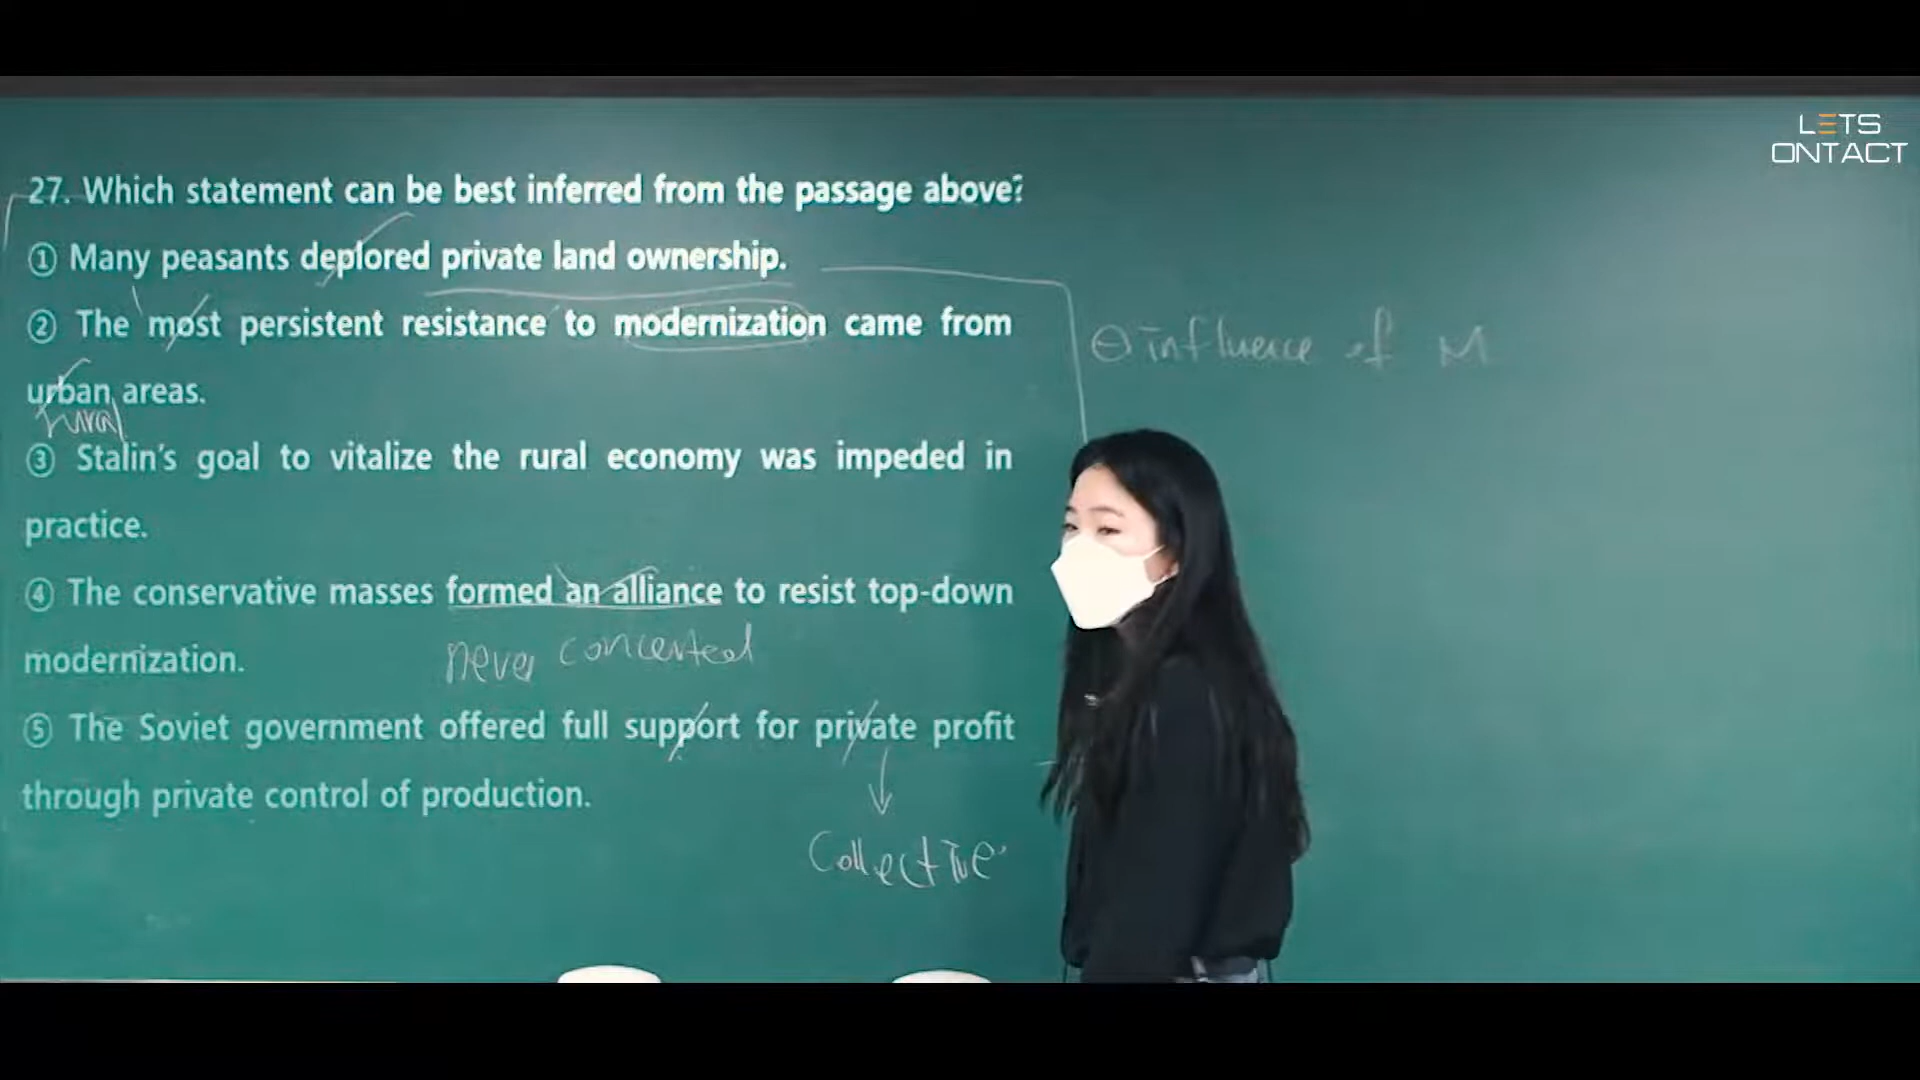 LETS
ONTACT
27. Which statement can be best inferred from the passage above?
① Many peasants deplored private land ownership.
② The most persistent resistance to modernization came from
urban areas.
rural
③ Stalin's goal to vitalize the rural economy was impeded in
practice.
④ The conservative masses formed an alliance to resist top-down
modernization.
never concerted
⑤ The Soviet government offered full support for private profit
through private control of production.
collective
⊖ influence of M